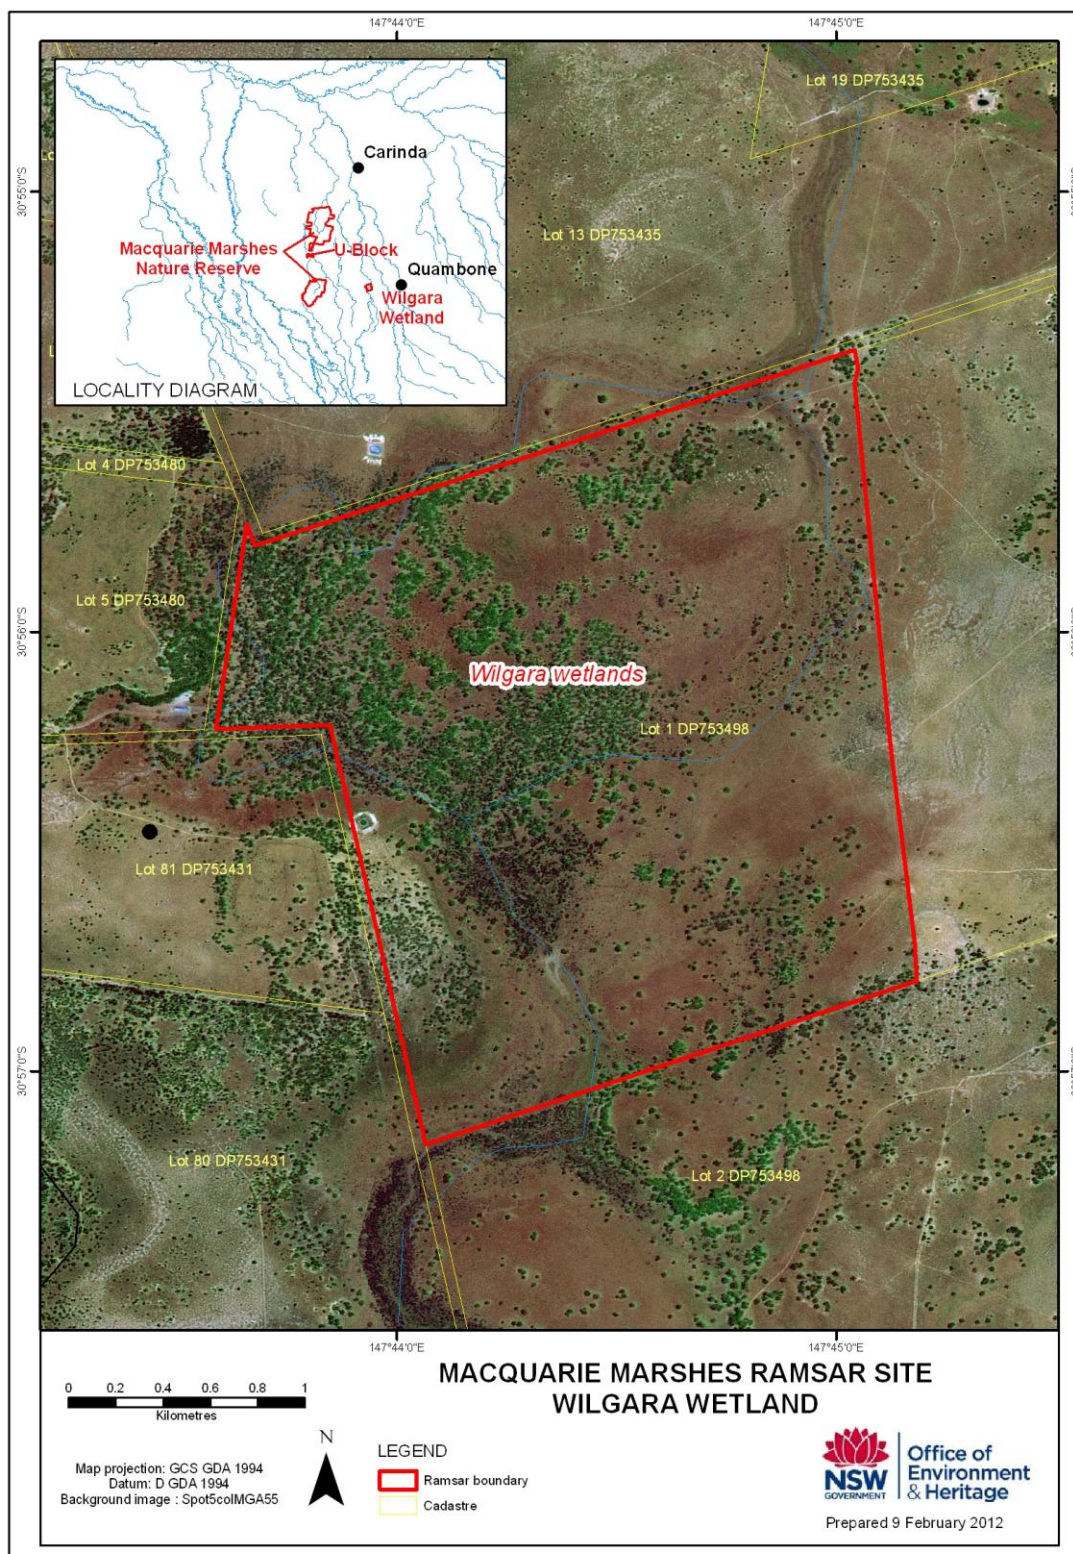 147°44'0"E
147°45'0"E
Lot 19 DP753435
Carinda
30°55'0"S
Lot 13 DP753435
Macquarie Marshes
Nature Reserve
U-Block
Quambone
Wilgara
Wetland
LOCALITY DIAGRAM
Lot 4 DP753480
Lot 5 DP753480
30°56'0"S
Wilgara wetlands
Lot 1 DP753498
Lot 81 DP753431
30°57'0"S
Lot 80 DP753431
Lot 2 DP753498
147°44'0"E
147°45'0"E
MACQUARIE MARSHES RAMSAR SITE
WILGARA WETLAND
0 0.2 0.4 0.6 0.8 1
Kilometres
N
LEGEND
Ramsar boundary
Cadastre
Map projection: GCS GDA 1994
Datum: D GDA 1994
Background image : Spot5colMGA55
NSW
GOVERNMENT
Office of
Environment
& Heritage
Prepared 9 February 2012